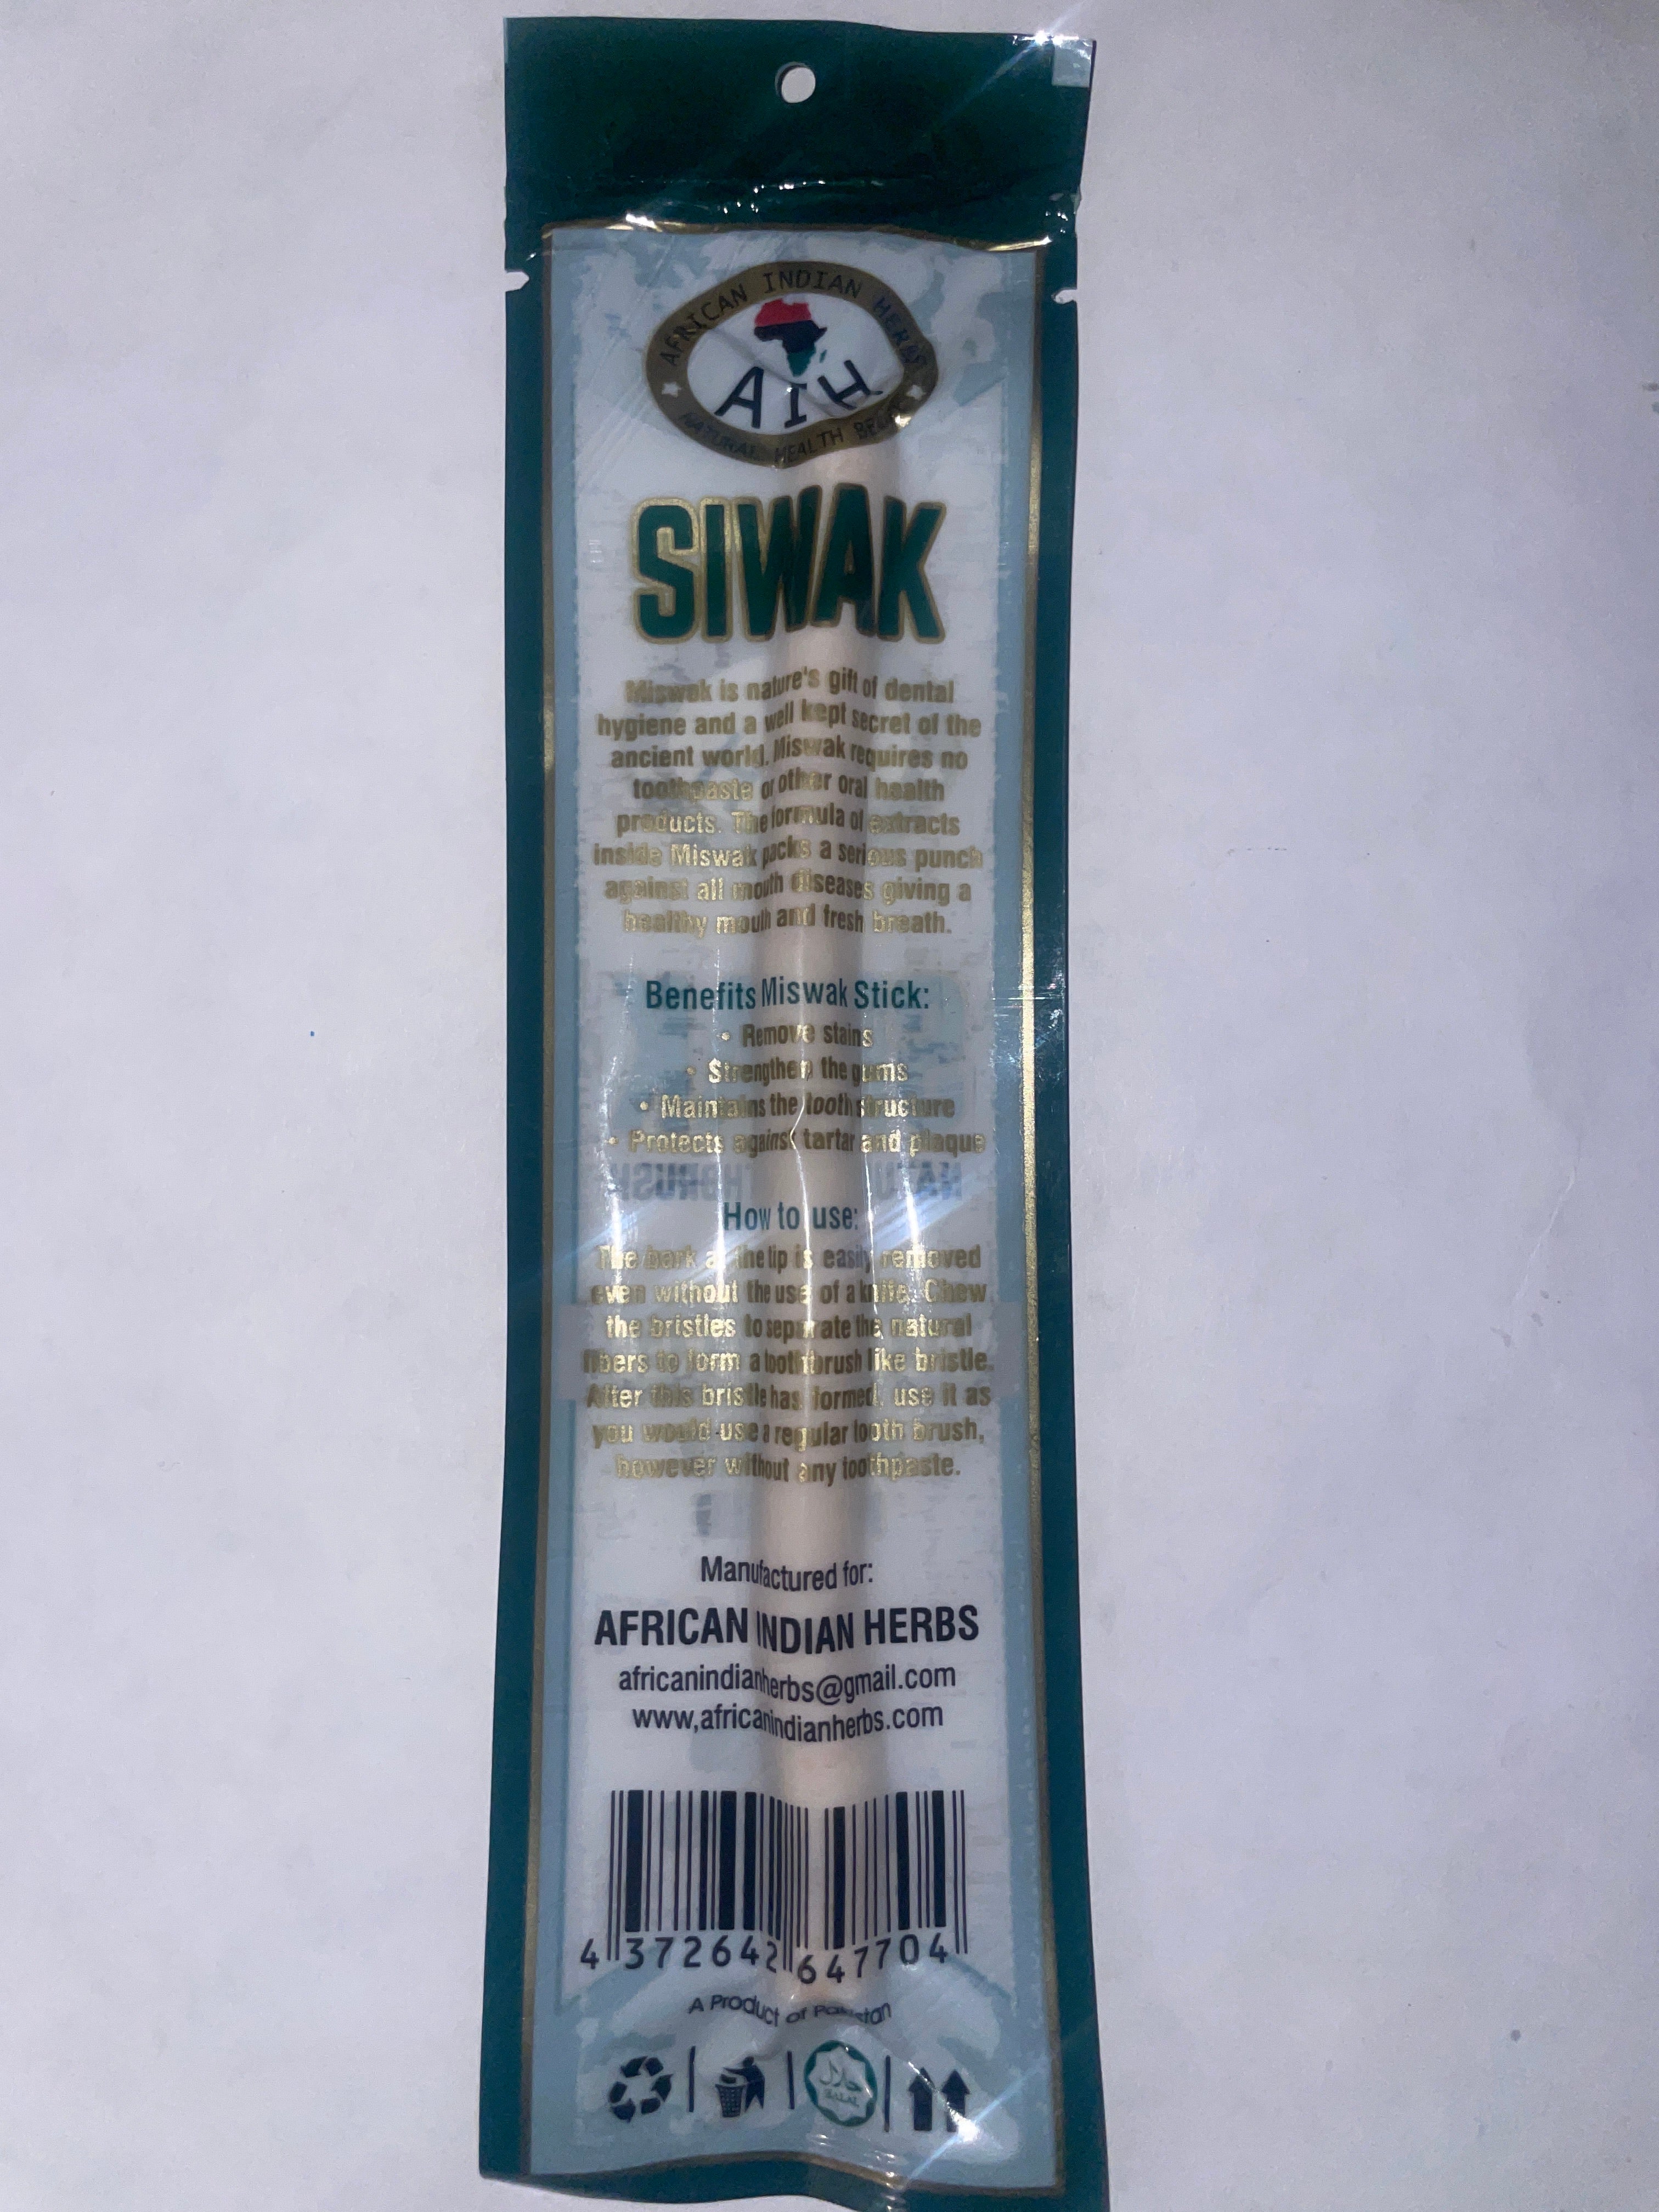 AFRICAN INDIAN HERBS
AIH
NATURAL HEALTH
SIWAK
Miswak is nature's gift of dental
hygiene and a well kept secret of the
ancient world. Miswak requires no
toothpaste or other oral health
products. The formula of extracts
inside Miswak packs a serious punch
against all mouth diseases giving a
healthy mouth and fresh breath.
Benefits Miswak Stick:
• Remove stains
• Strengthen the gums
• Maintains the tooth structure
• Protects against tartar and plaque
How to use:
The bark at the tip is easily removed
even without the use of a knife. Chew
the bristles to separate the natural
fibers to form a toothbrush like bristle.
After this bristle has formed, use it as
you would use a regular tooth brush,
however without any toothpaste.
Manufactured for:
AFRICAN INDIAN HERBS
africanindianherbs@gmail.com
www,africanindianherbs.com
4 372642 647704
A Product of Pakistan
حلال
HALAL